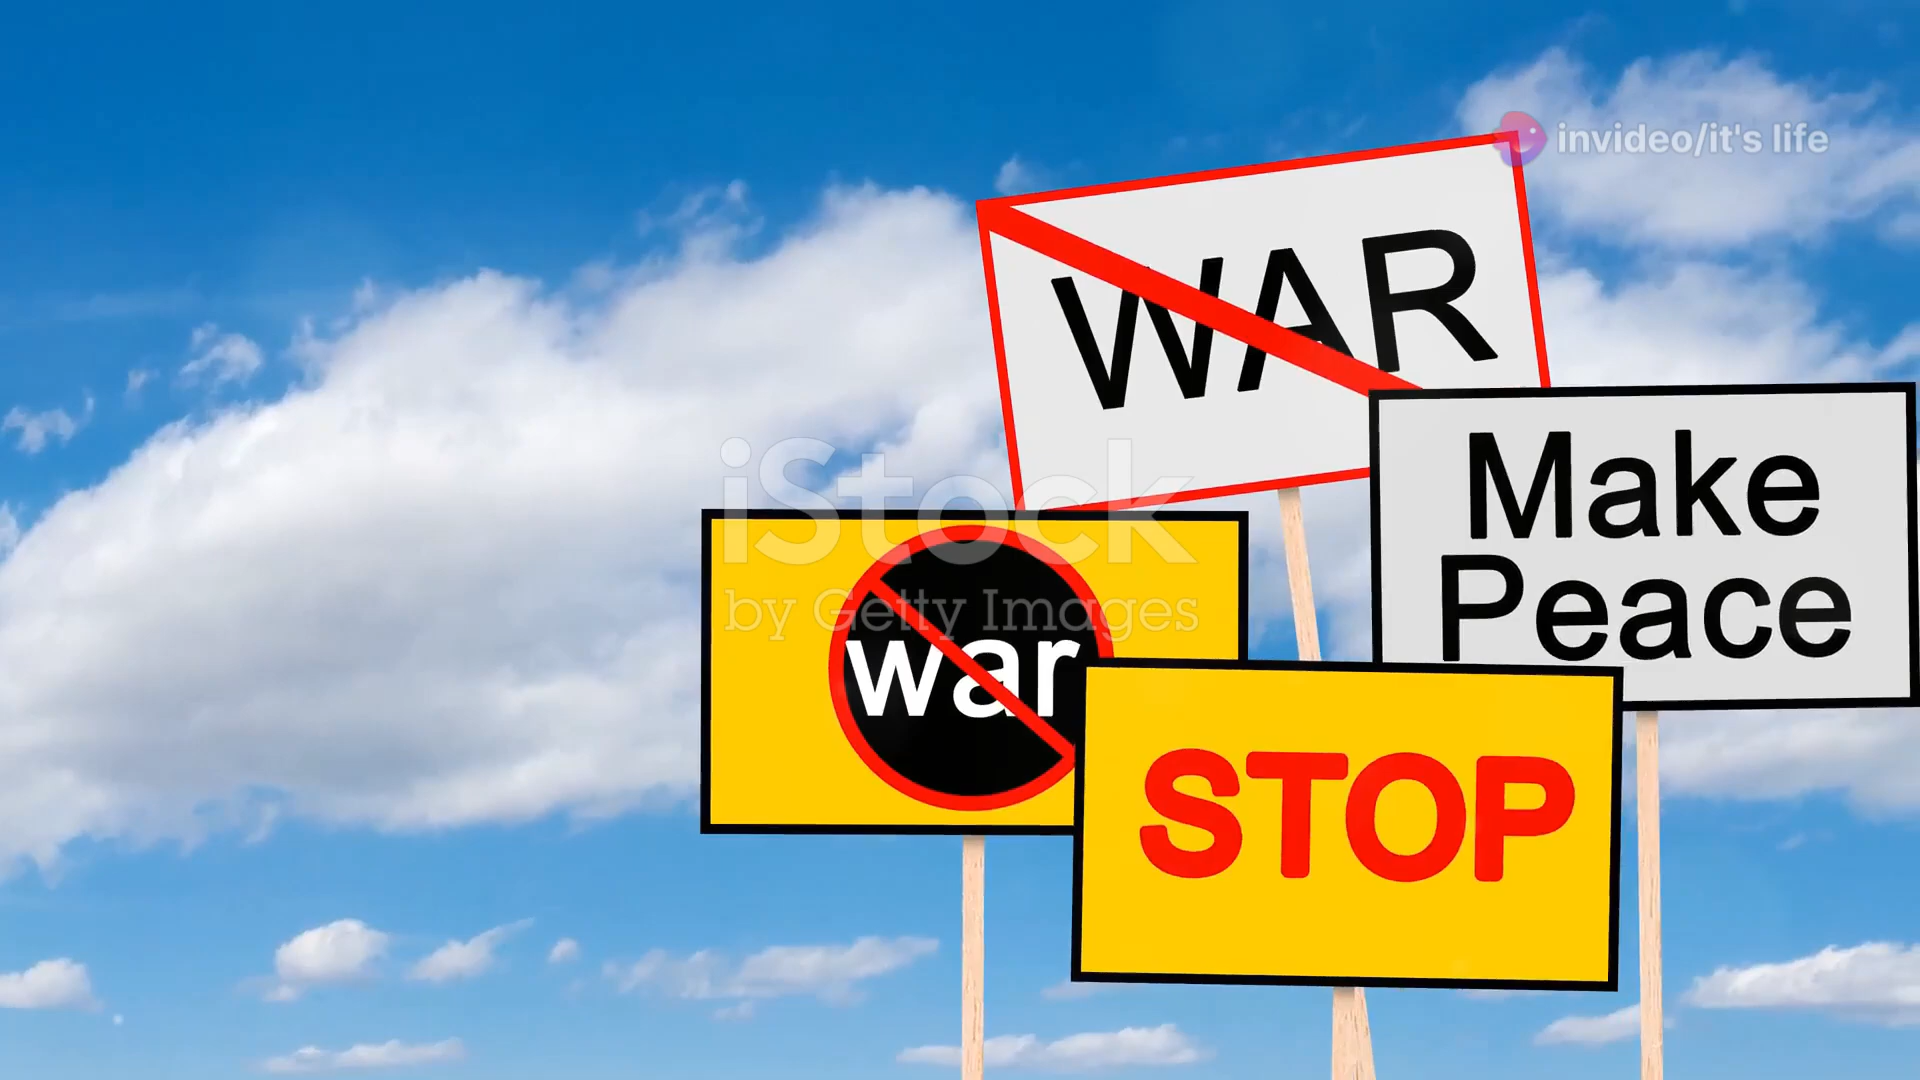 invideo/it's life
WAR
Make
Peace
iStock
by Getty Images
war
STOP